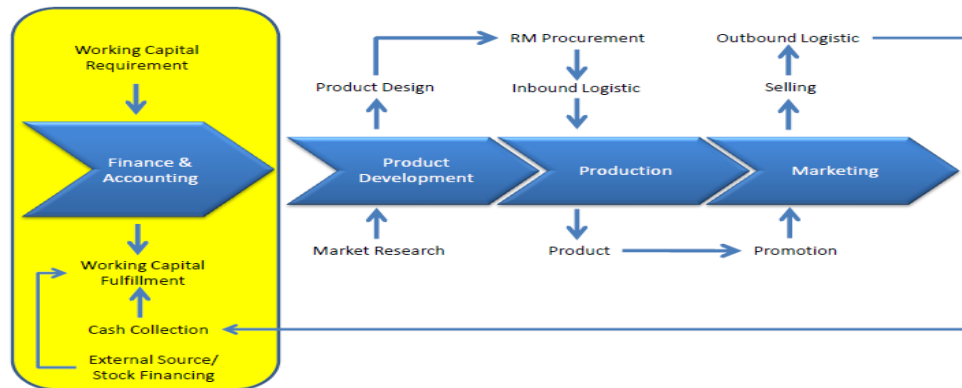 Working Capital
Requirement
Finance &
Accounting
Working Capital
Fulfillment
Cash Collection
External Source/
Stock Financing
RM Procurement
Outbound Logistic
Product Design
Inbound Logistic
Selling
Product
Development
Production
Marketing
Market Research
Product
Promotion